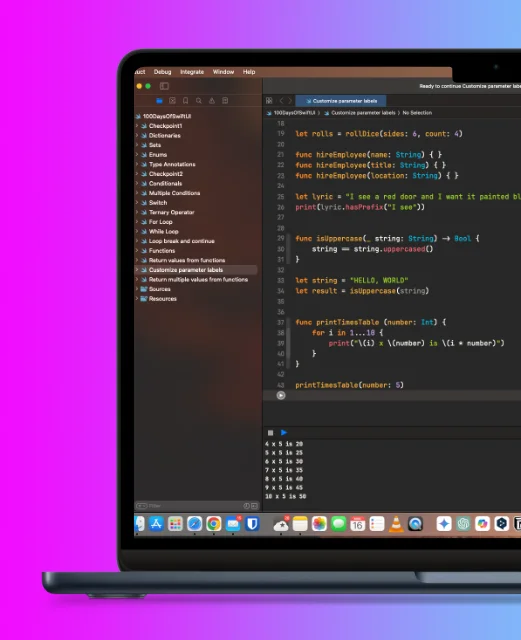 uct Debug Integrate Window Help
Ready to continue Customize parameter labe
Customize parameter labels
100DaysOfSwiftUI
100DaysOfSwiftUI › Customize parameter labels › No Selection
Checkpoint1
Dictionaries
Sets
Enums
Type Annotations
Checkpoint2
Conditionals
Multiple Conditions
Switch
Ternary Operator
For Loop
While Loop
Loop break and continue
Functions
Return values from functions
Customize parameter labels
Return multiple values from functions
Sources
Resources
Filter
18
19 let rolls = rollDice(sides: 6, count: 4)
20
21 func hireEmployee(name: String) { }
22 func hireEmployee(title: String) { }
23 func hireEmployee(location: String) { }
24
25 let lyric = "I see a red door and I want it painted bl
26 print(lyric.hasPrefix("I see"))
27
28
29 func isUppercase(_ string: String) -> Bool {
30 string == string.uppercased()
31 }
32
33 let string = "HELLO, WORLD"
34 let result = isUppercase(string)
35
36
37 func printTimesTable (number: Int) {
38 for i in 1...10 {
39 print("\(i) x \(number) is \(i * number)")
40 }
41 }
42
43 printTimesTable(number: 5)
4 x 5 is 20
5 x 5 is 25
6 x 5 is 30
7 x 5 is 35
8 x 5 is 40
9 x 5 is 45
10 x 5 is 50
16